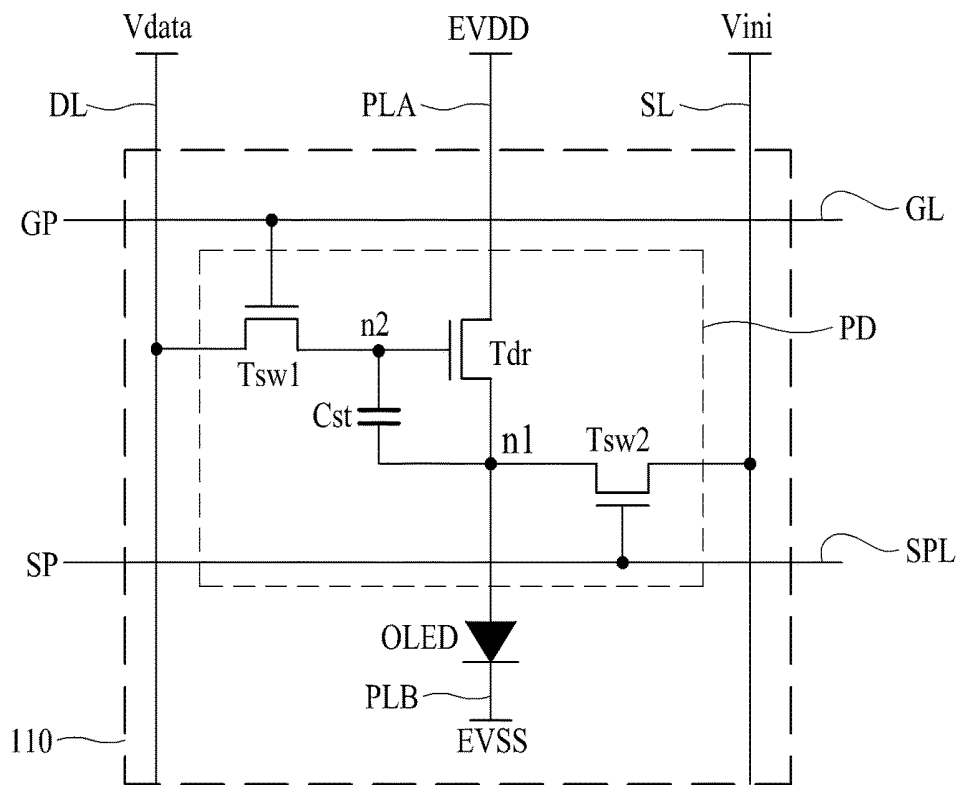 Vdata
EVDD
Vini
DL
PLA
SL
GP
GL
PD
n2
Tdr
Tsw1
Cst
n1
Tsw2
SP
SPL
OLED
PLB
110
EVSS